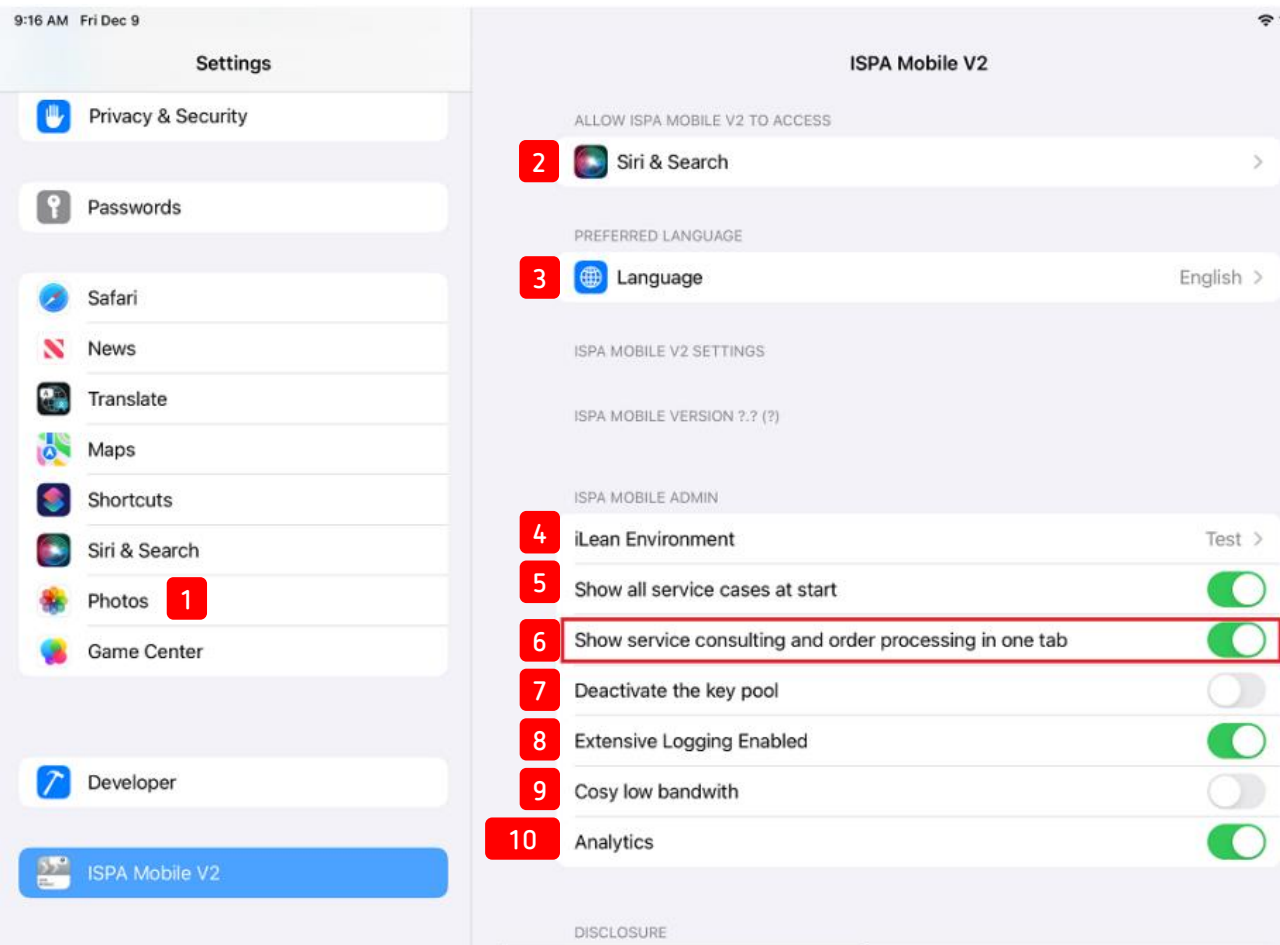 9:16 AM Fri Dec 9
Settings
Privacy & Security
Passwords
Safari
News
Translate
Maps
Shortcuts
Siri & Search
Photos 1
Game Center
Developer
ISPA Mobile V2
ISPA Mobile V2
ALLOW ISPA MOBILE V2 TO ACCESS
2 Siri & Search
PREFERRED LANGUAGE
3 Language English
ISPA MOBILE V2 SETTINGS
ISPA MOBILE VERSION ?.? (?)
ISPA MOBILE ADMIN
4 iLean Environment Test
5 Show all service cases at start
6 Show service consulting and order processing in one tab
7 Deactivate the key pool
8 Extensive Logging Enabled
9 Cosy low bandwith
10 Analytics
DISCLOSURE